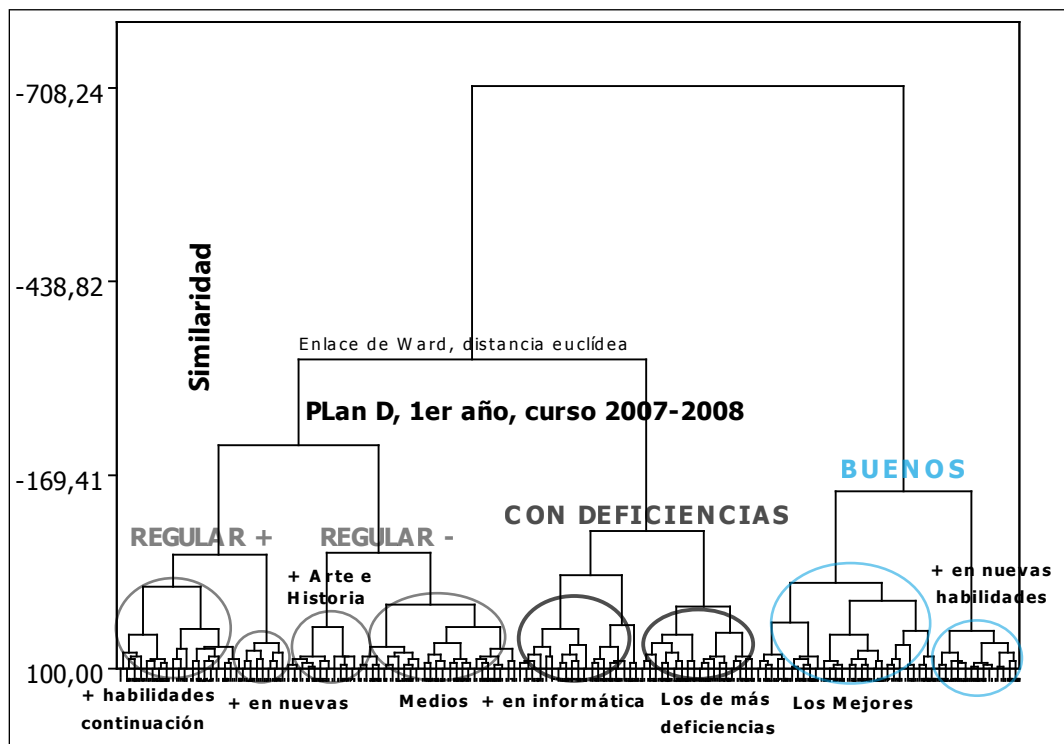 -708,24
-438,82
-169,41
100,00
Similaridad
Enlace de Ward, distancia euclídea
PLan D, 1er año, curso 2007-2008
BUENOS
CON DEFICIENCIAS
REGULAR +
REGULAR -
+ Arte e
Historia
+ en nuevas
habilidades
+ habilidades
continuación
+ en nuevas
Medios
+ en informática
Los de más
deficiencias
Los Mejores